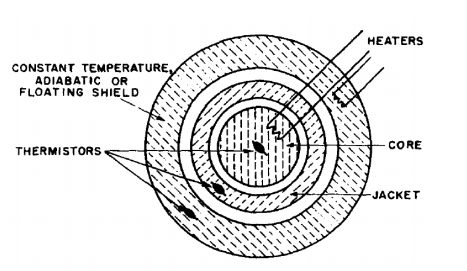 HEATERS
CONSTANT TEMPERATURE,
ADIABATIC OR
FLOATING SHIELD
THERMISTORS
CORE
JACKET